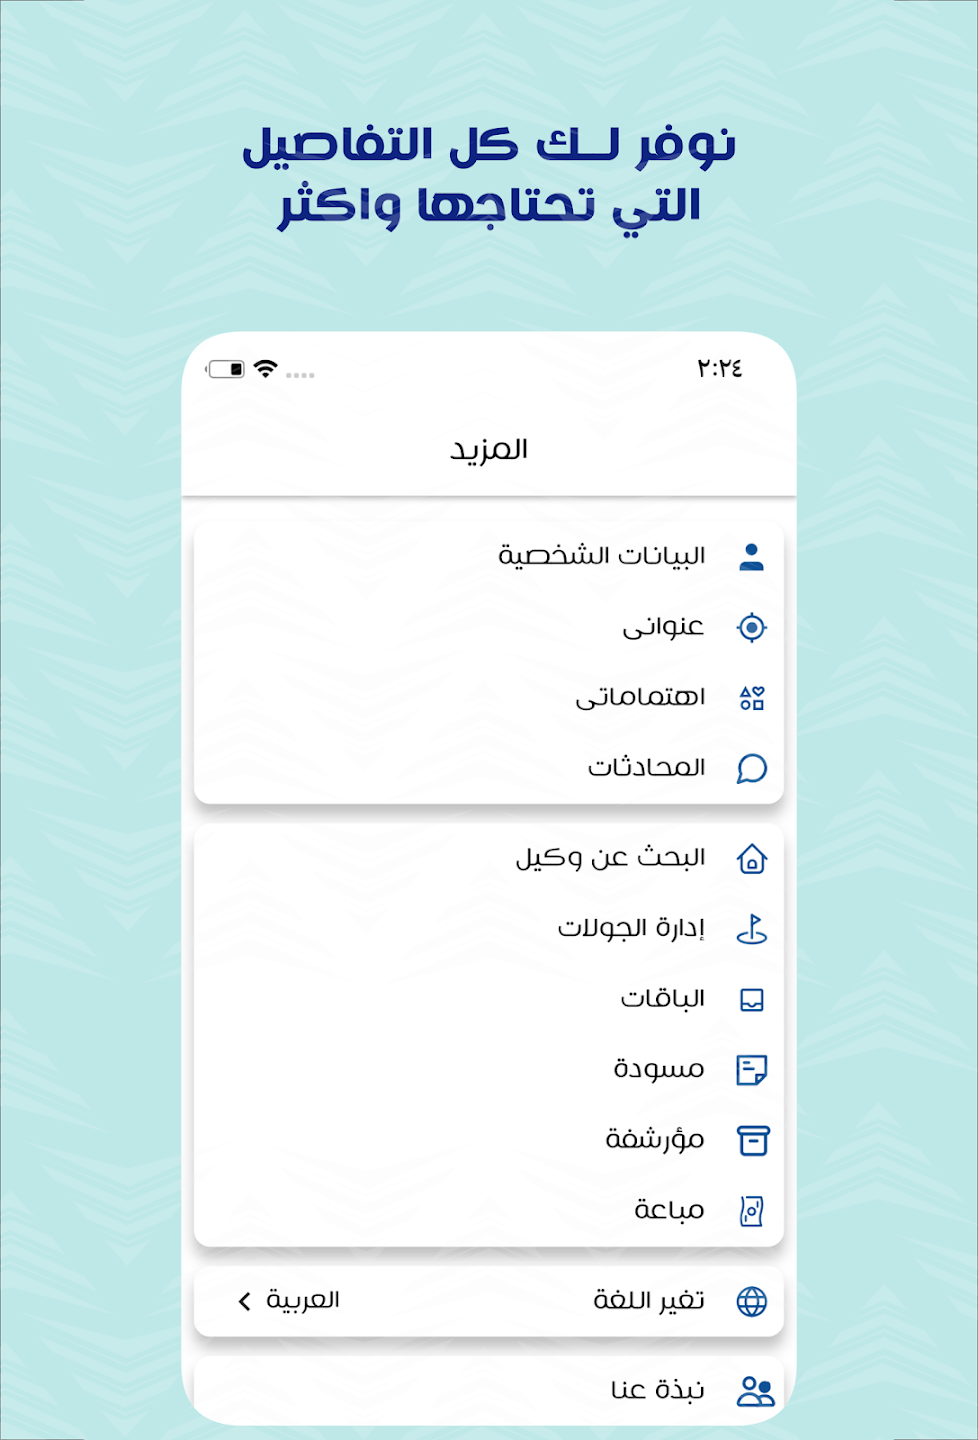 نوفر لك كل التفاصيل
التي تحتاجها واكثر
٢:٢٤
المزيد
البيانات الشخصية
عنوانى
اهتماماتى
المحادثات
البحث عن وكيل
إدارة الجولات
الباقات
مسودة
مؤرشفة
مباعة
تغير اللغة العربية
نبذة عنا